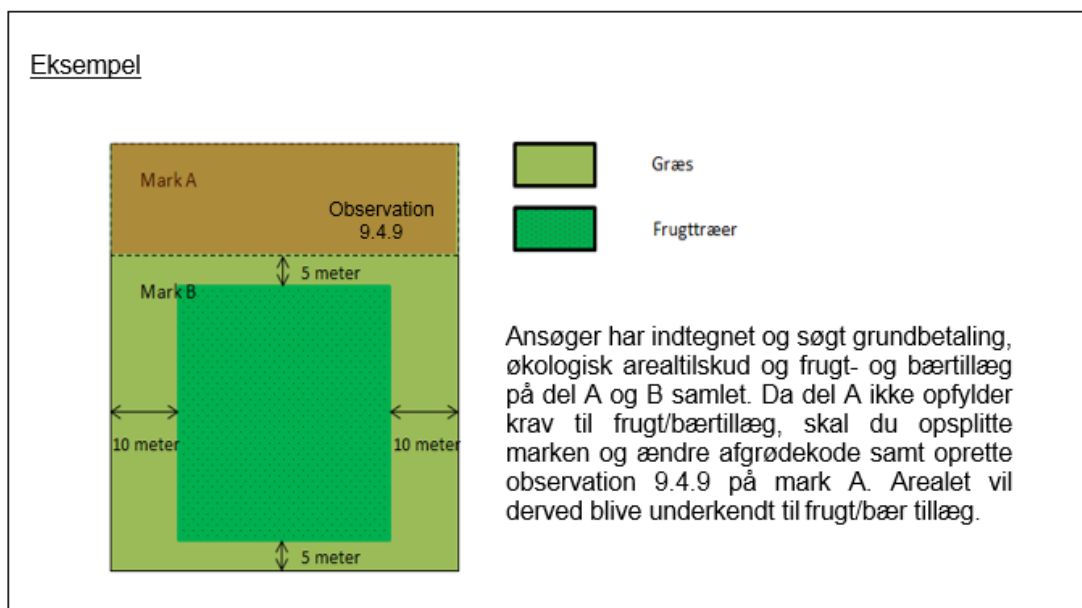 Eksempel
Mark A
Observation
9.4.9
5 meter
Mark B
10 meter
10 meter
5 meter
Græs
Frugttræer
Ansøger har indtegnet og søgt grundbetaling,
økologisk arealtilskud og frugt- og bærtillæg
på del A og B samlet. Da del A ikke opfylder
krav til frugt/bærtillæg, skal du opsplitte
marken og ændre afgrødekode samt oprette
observation 9.4.9 på mark A. Arealet vil
derved blive underkendt til frugt/bær tillæg.